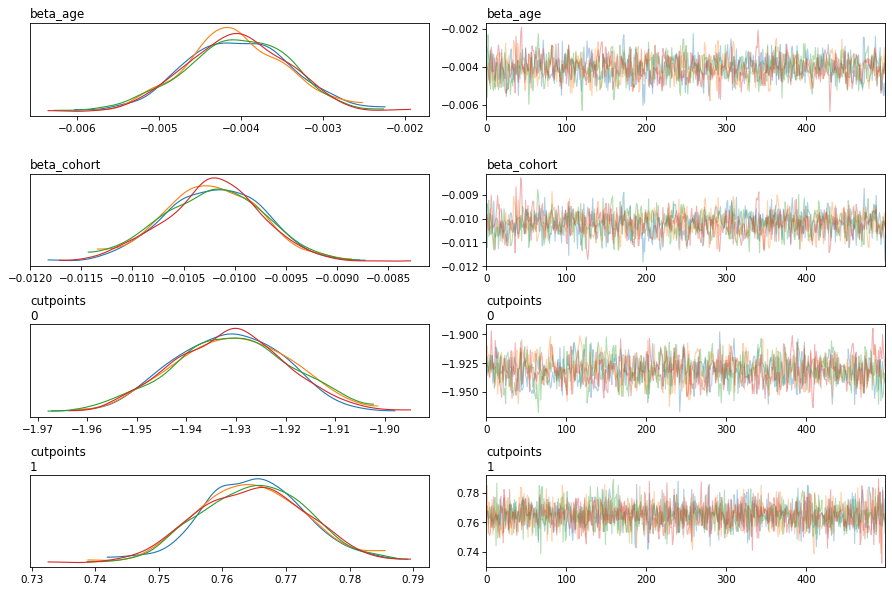 beta_age
−0.006 −0.005 −0.004 −0.003 −0.002
beta_age
−0.002
−0.004
−0.006
0 100 200 300 400
beta_cohort
−0.0120 −0.0115 −0.0110 −0.0105 −0.0100 −0.0095 −0.0090 −0.0085
beta_cohort
−0.009
−0.010
−0.011
−0.012
0 100 200 300 400
cutpoints
0
−1.97 −1.96 −1.95 −1.94 −1.93 −1.92 −1.91 −1.90
cutpoints
0
−1.900
−1.925
−1.950
0 100 200 300 400
cutpoints
1
0.73 0.74 0.75 0.76 0.77 0.78 0.79
cutpoints
1
0.78
0.76
0.74
0 100 200 300 400